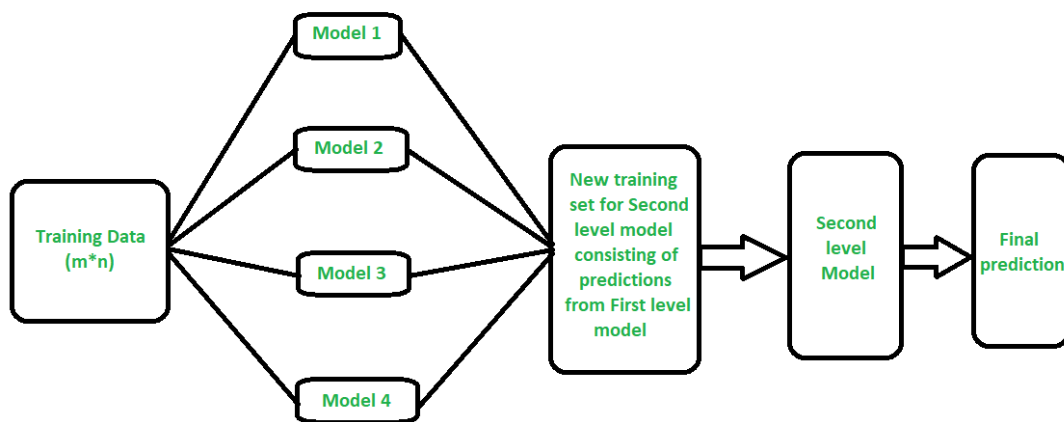 Model 1
Model 2
Training Data
(m*n)
Model 3
Model 4
New training
set for Second
level model
consisting of
predictions
from First level
model
Second
level
Model
Final
prediction